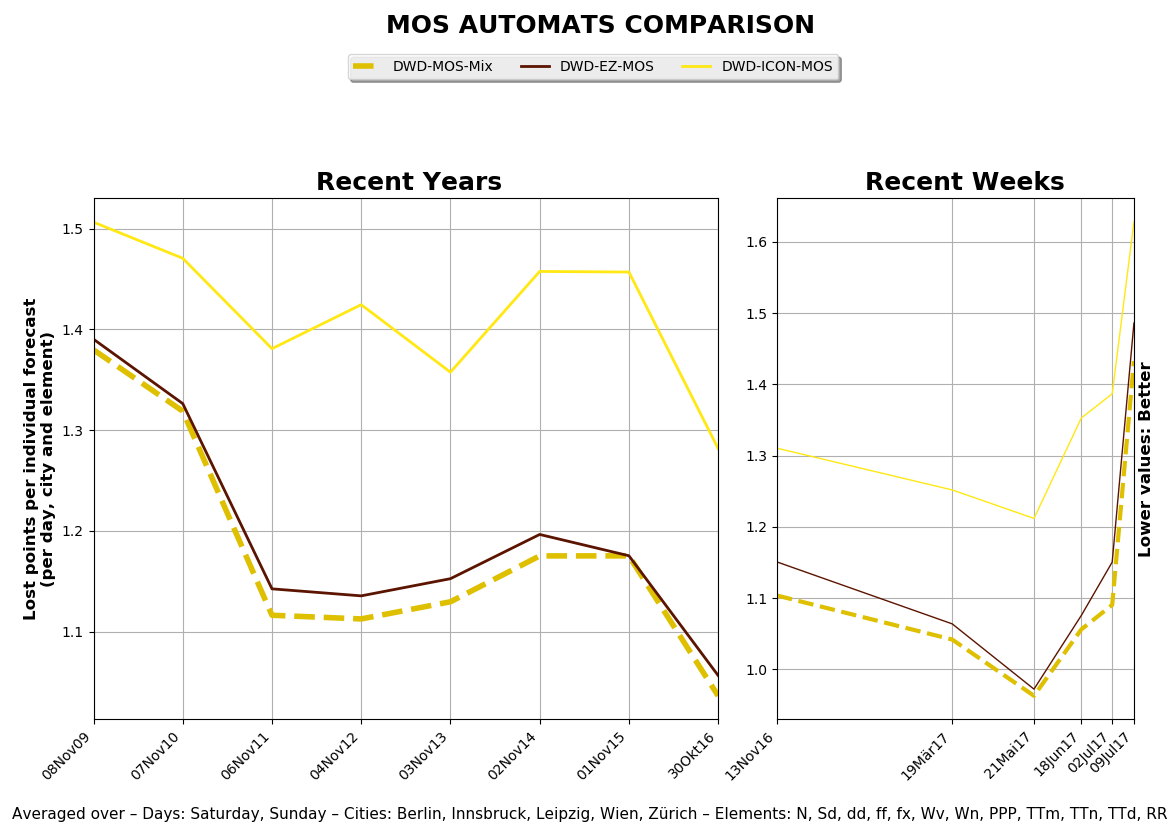 MOS AUTOMATS COMPARISON
DWD-MOS-Mix DWD-EZ-MOS DWD-ICON-MOS
Recent Years
Lost points per individual forecast
(per day, city and element)
1.5
1.4
1.3
1.2
1.1
08Nov09 07Nov10 06Nov11 04Nov12 03Nov13 02Nov14 01Nov15 30Okt16
Recent Weeks
1.6
1.5
1.4
1.3
1.2
1.1
1.0
13Nov16 19Mär17 21Mai17 18Jun17 02Jul17 09Jul17
Lower values: Better
Averaged over – Days: Saturday, Sunday – Cities: Berlin, Innsbruck, Leipzig, Wien, Zürich – Elements: N, Sd, dd, ff, fx, Wv, Wn, PPP, TTm, TTn, TTd, RR